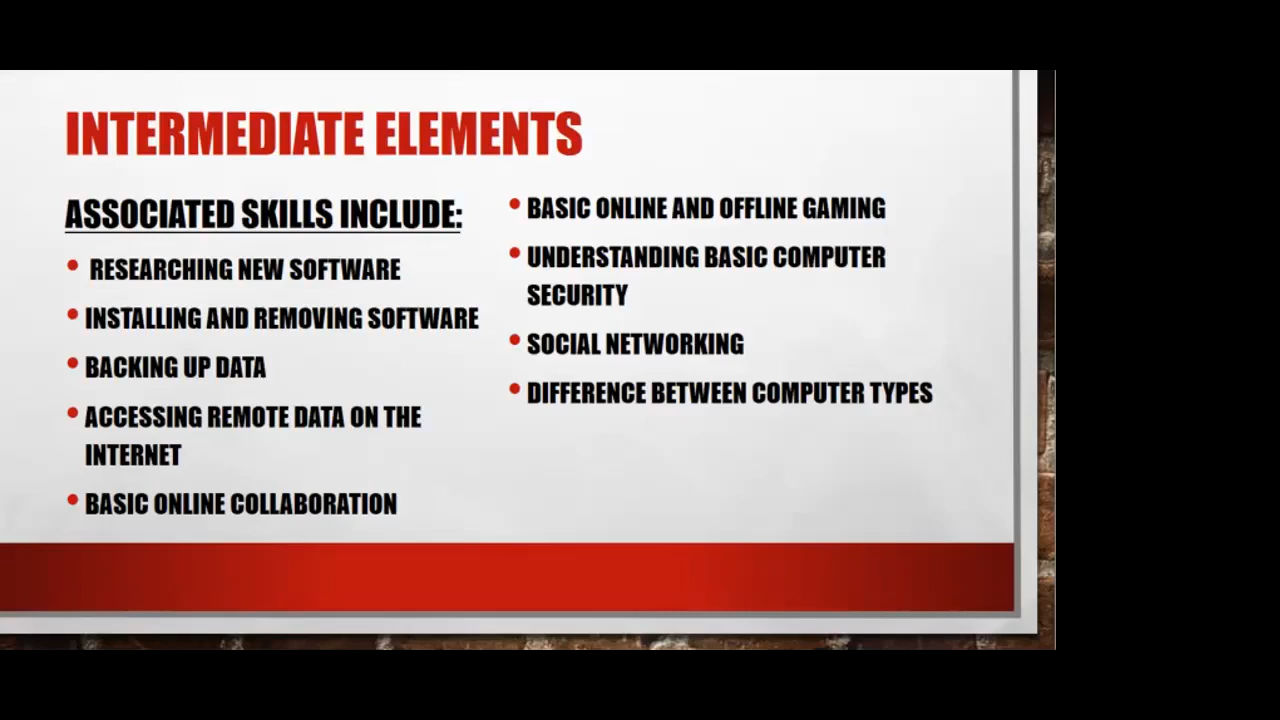 INTERMEDIATE ELEMENTS
ASSOCIATED SKILLS INCLUDE:
• RESEARCHING NEW SOFTWARE
• INSTALLING AND REMOVING SOFTWARE
• BACKING UP DATA
• ACCESSING REMOTE DATA ON THE
INTERNET
• BASIC ONLINE COLLABORATION
• BASIC ONLINE AND OFFLINE GAMING
• UNDERSTANDING BASIC COMPUTER
SECURITY
• SOCIAL NETWORKING
• DIFFERENCE BETWEEN COMPUTER TYPES